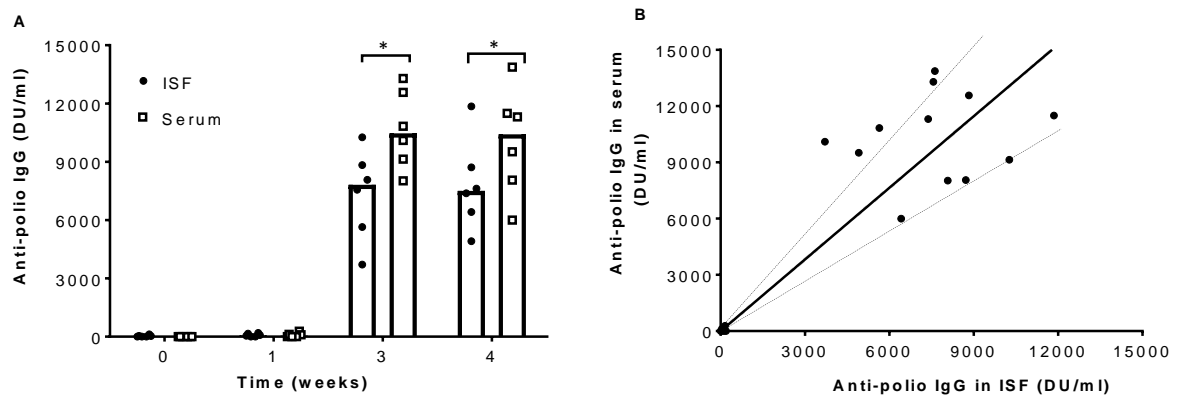 A
Anti-polio IgG (DU/ml)
15000
12000
9000
6000
3000
0
ISF
Serum
*
*
0 1 3 4
Time (weeks)
B
Anti-polio IgG in serum
(DU/ml)
15000
12000
9000
6000
3000
0
0 3000 6000 9000 12000 15000
Anti-polio IgG in ISF (DU/ml)